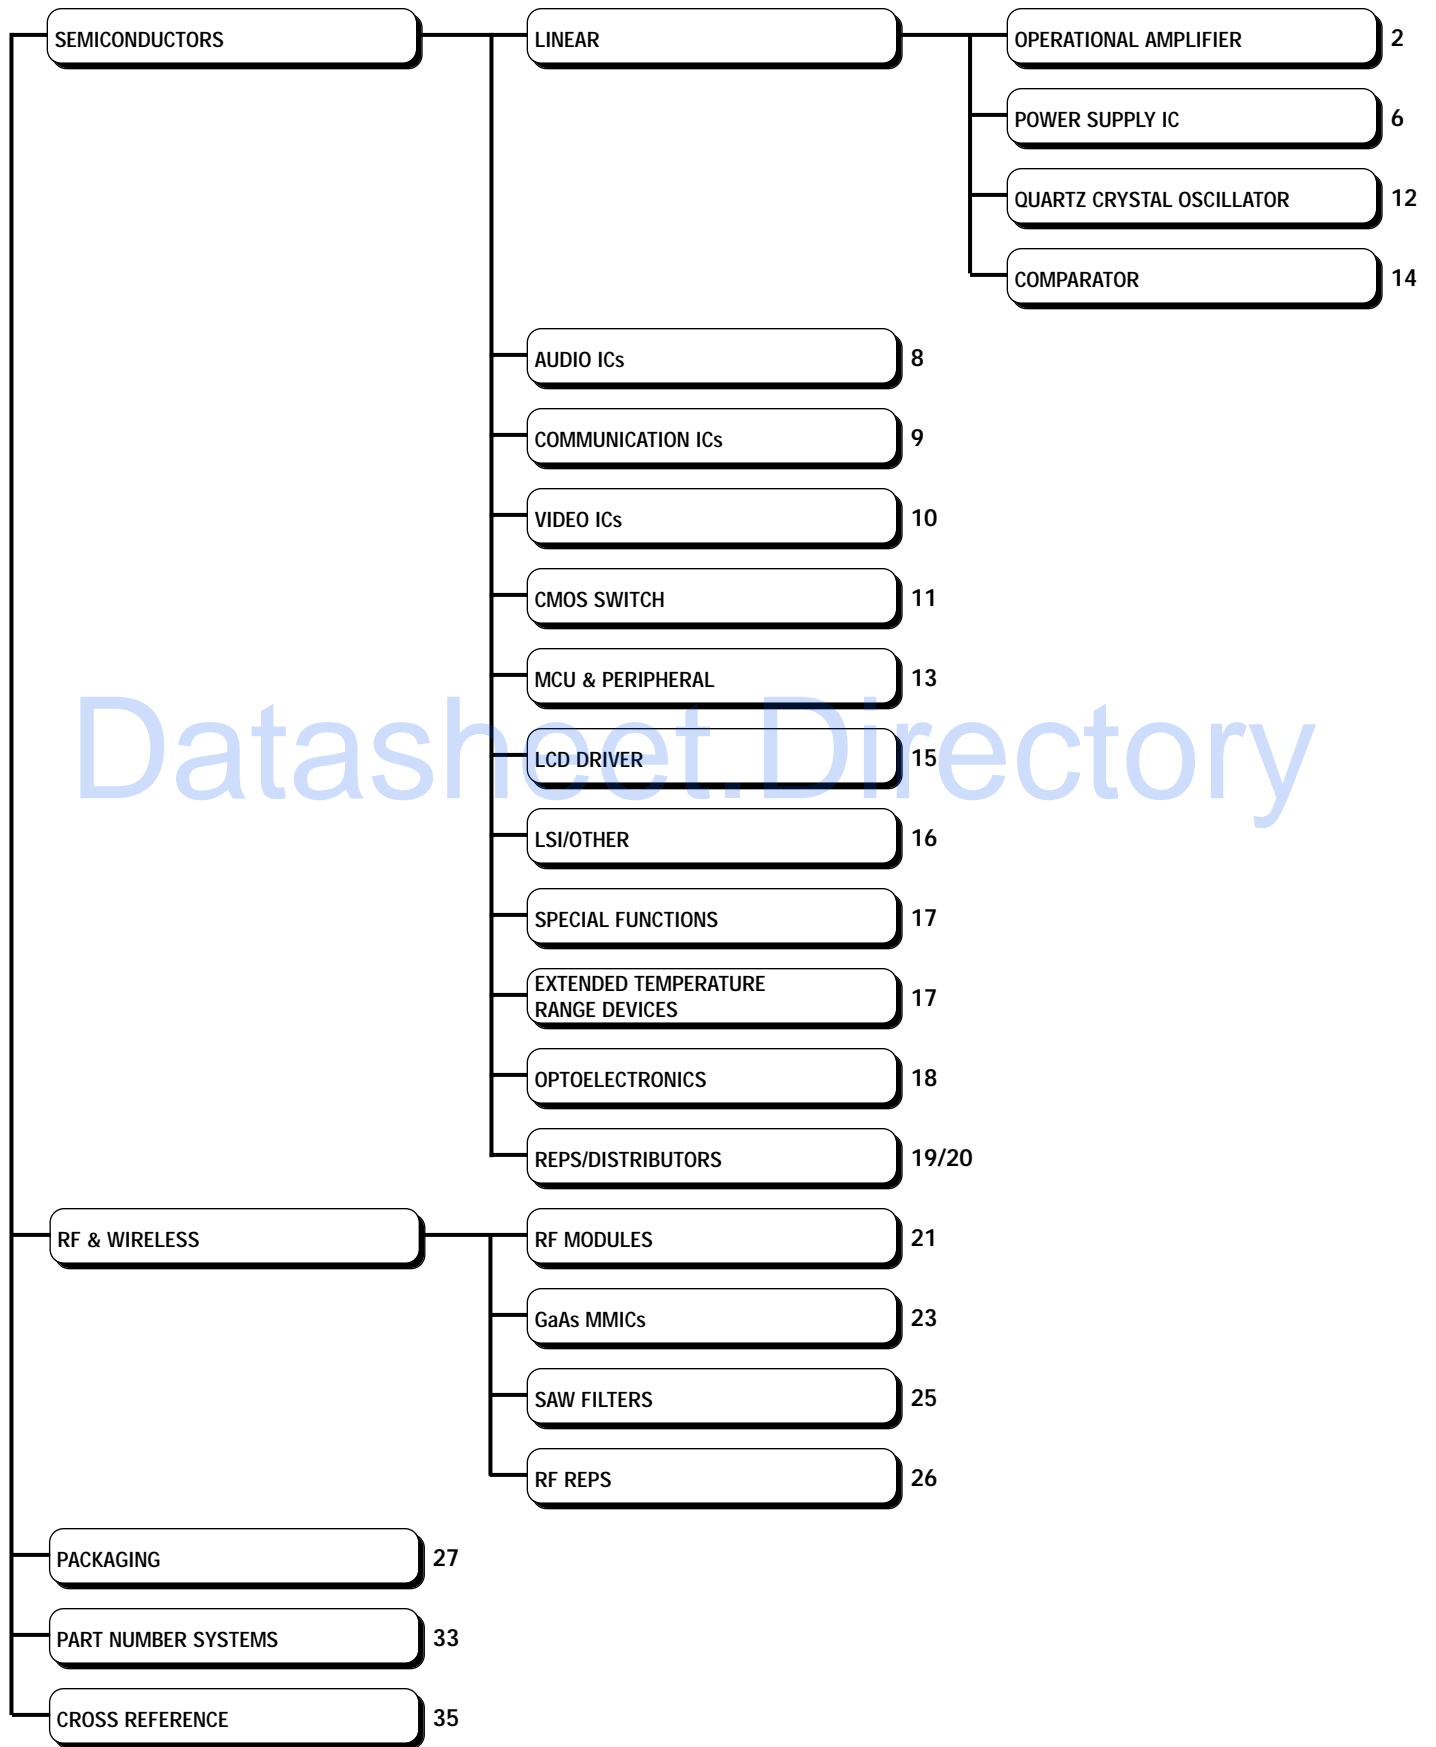 SEMICONDUCTORS
LINEAR
OPERATIONAL AMPLIFIER 2
POWER SUPPLY IC 6
QUARTZ CRYSTAL OSCILLATOR 12
COMPARATOR 14
AUDIO ICs 8
COMMUNICATION ICs 9
VIDEO ICs 10
CMOS SWITCH 11
MCU & PERIPHERAL 13
Datasheet.Directory
LCD DRIVER 15
LSI/OTHER 16
SPECIAL FUNCTIONS 17
EXTENDED TEMPERATURE
RANGE DEVICES 17
OPTOELECTRONICS 18
REPS/DISTRIBUTORS 19/20
RF & WIRELESS
RF MODULES 21
GaAs MMICs 23
SAW FILTERS 25
RF REPS 26
PACKAGING 27
PART NUMBER SYSTEMS 33
CROSS REFERENCE 35